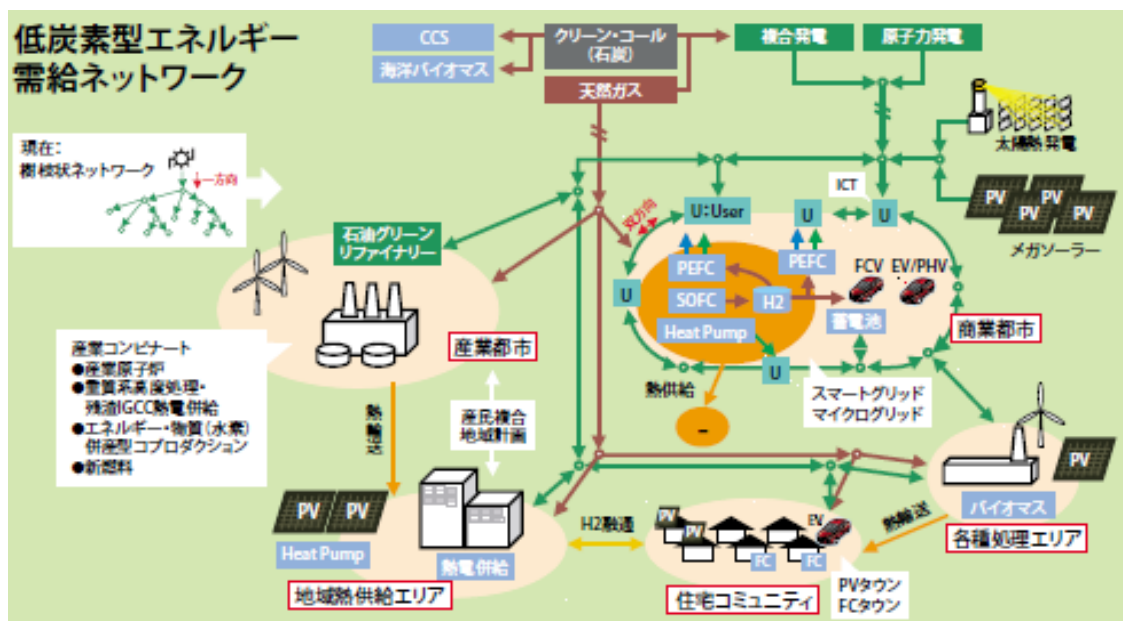 低炭素型エネルギー
需給ネットワーク
CCS
海洋バイオマス
クリーン・コール
(石炭)
天然ガス
複合発電
原子力発電
太陽熱発電
現在:
樹枝状ネットワーク
一方向
ICT
PV
PV
PV
PV
メガソーラー
石油グリーン
リファイナリー
双方向
U:User
U
U
PEFC
PEFC
FCV
EV/PHV
U
SOFC
H2
蓄電池
Heat Pump
U
商業都市
産業都市
産業コンビナート
●産業原子炉
●重質系高度処理・
残渣IGCC熱電併給
●エネルギー・物質(水素)
併産型コプロダクション
●新燃料
熱輸送
産民複合
地域計画
熱供給
スマートグリッド
マイクログリッド
-
PV
PV
PV
バイオマス
各種処理エリア
熱輸送
Heat Pump
熱電併給
地域熱供給エリア
H2融通
PV
PV
EV
FC
FC
住宅コミュニティ
PVタウン
FCタウン